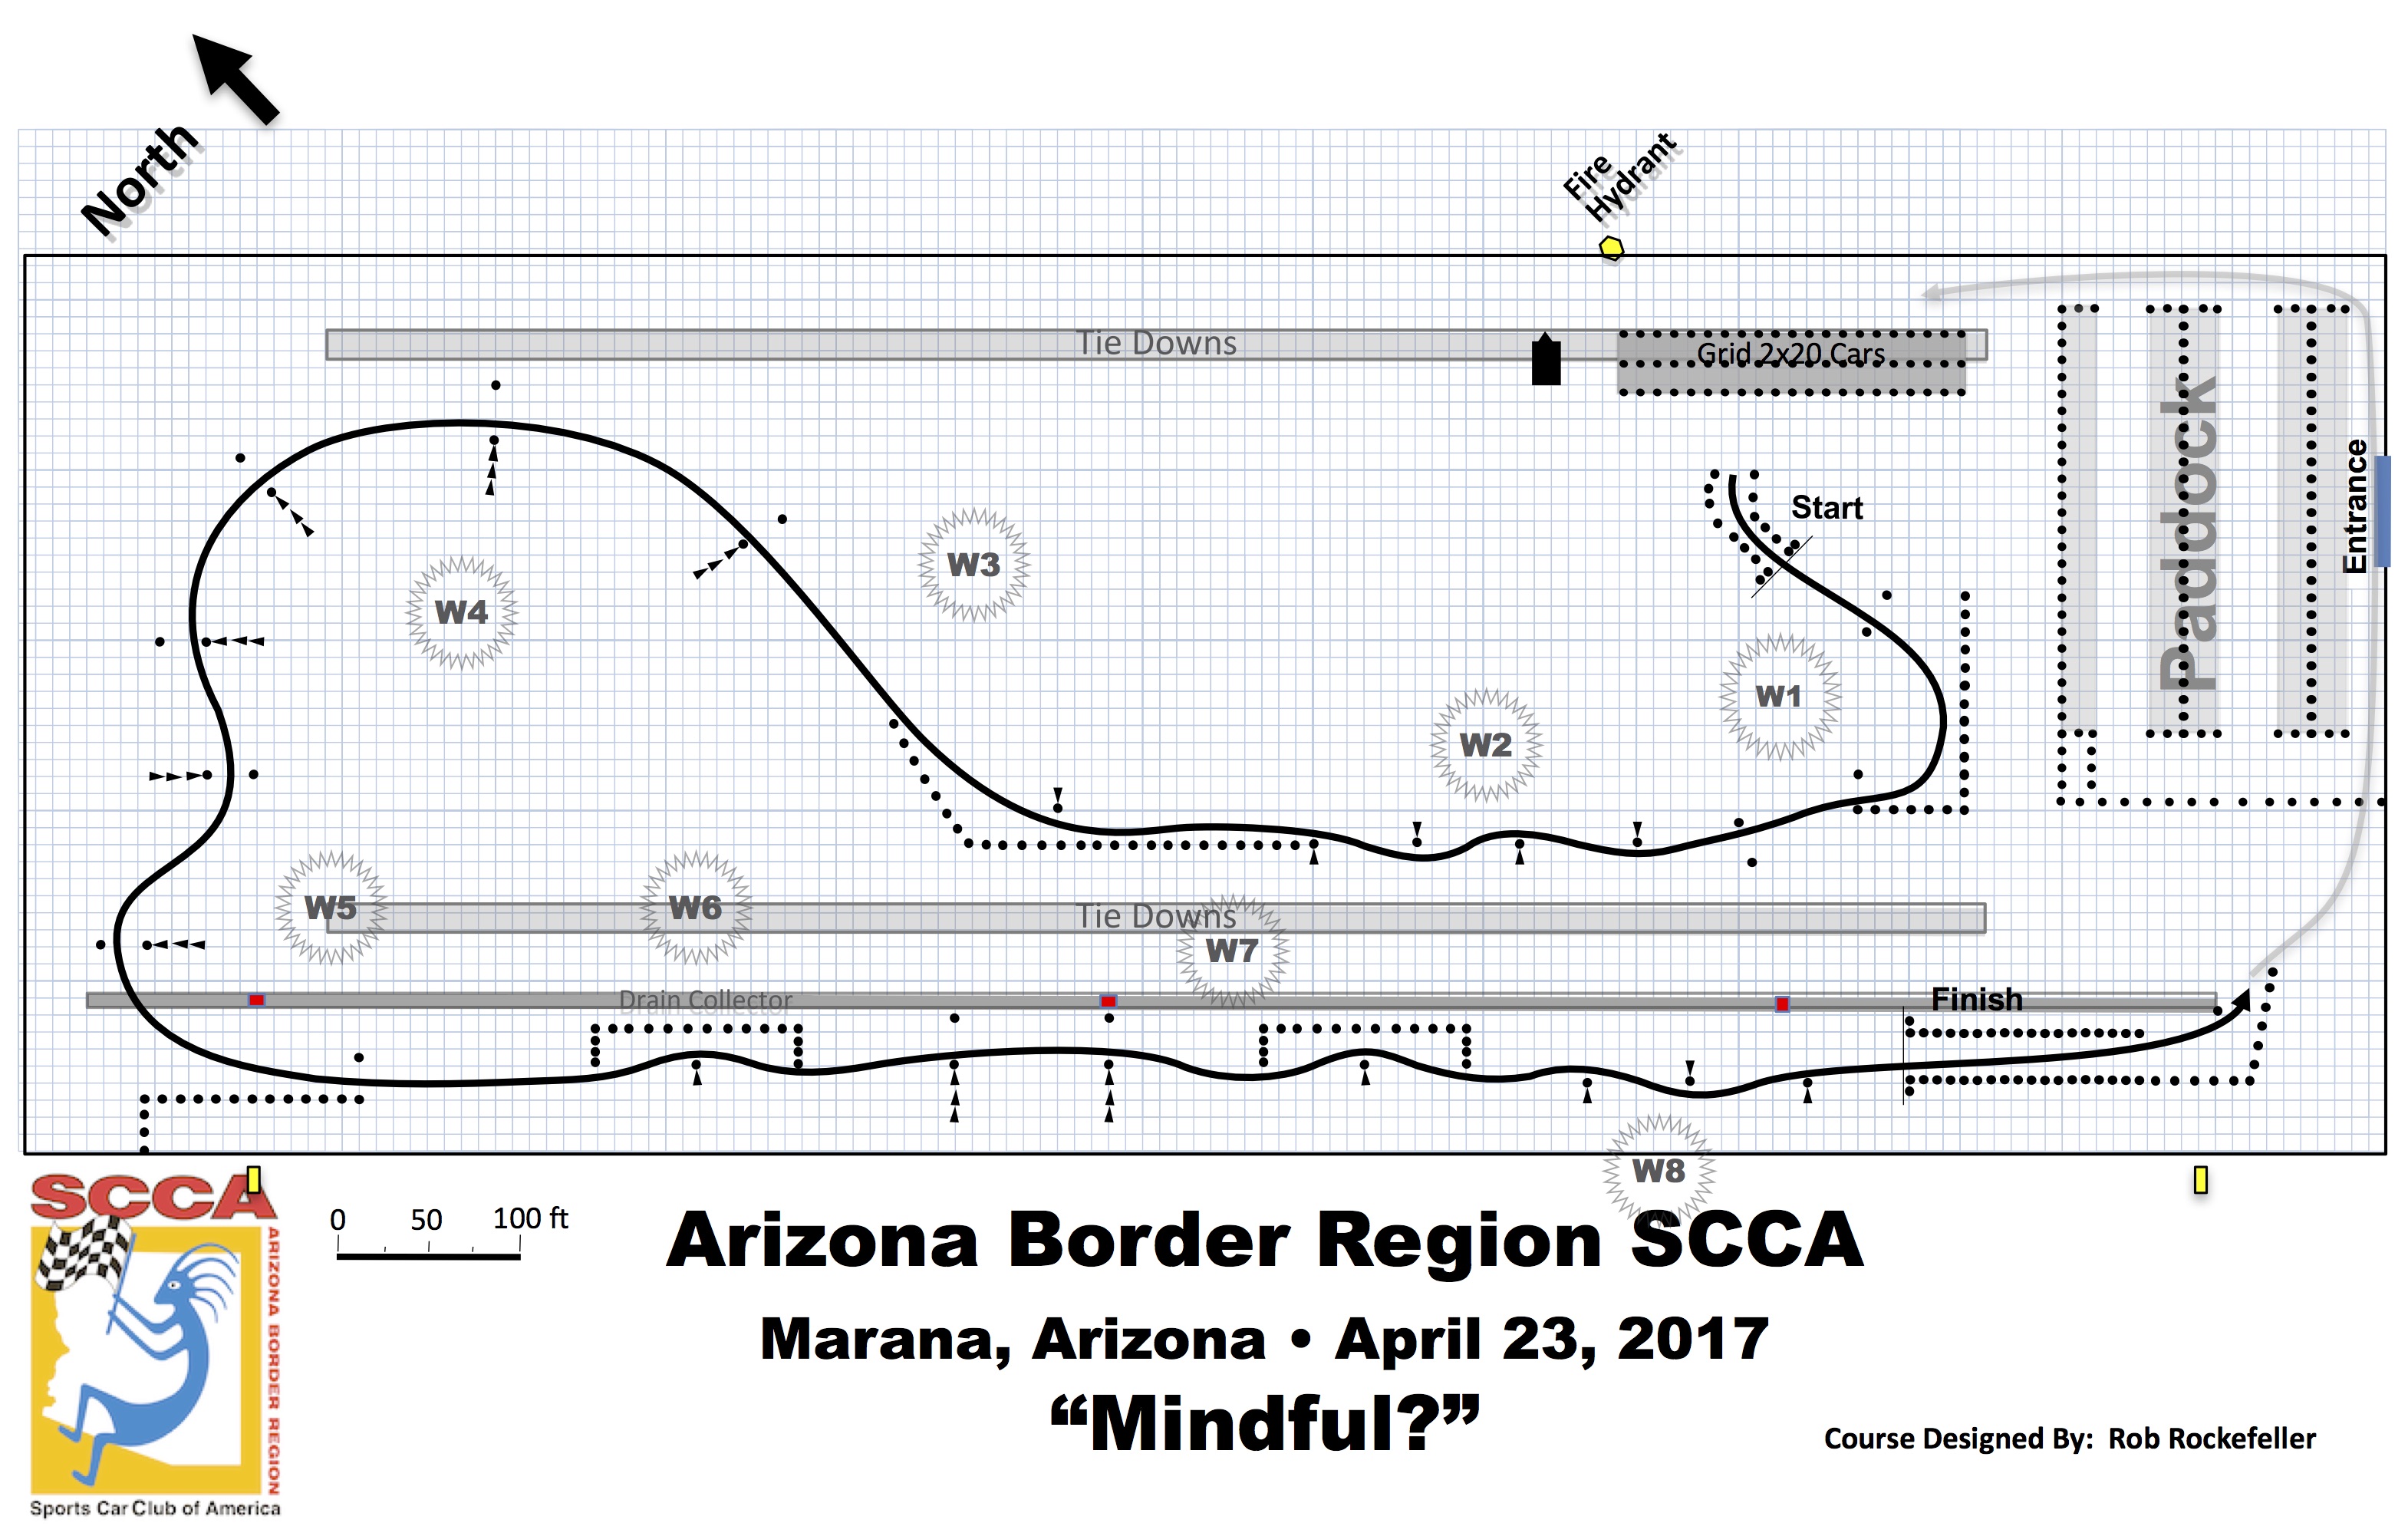 North
Fire
Hydrant
Tie Downs
Grid 2x20 Cars
Start
Paddock
Entrance
W3
W4
W1
W2
W5
W6
Tie Downs
W7
Drain Collector
Finish
W8
SCCA
ARIZONA BORDER REGION
Sports Car Club of America
0 50 100 ft
Arizona Border Region SCCA
Marana, Arizona • April 23, 2017
“Mindful?”
Course Designed By: Rob Rockefeller